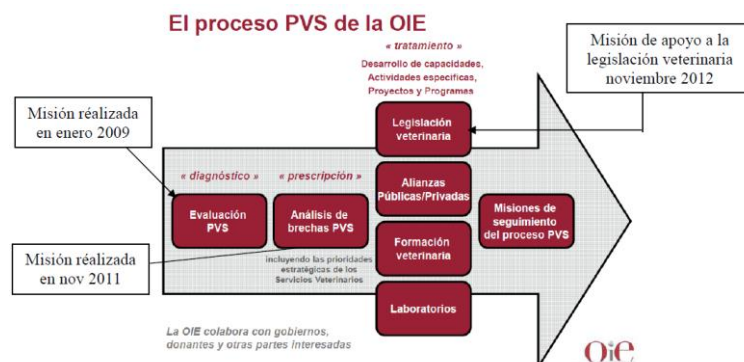 El proceso PVS de la OIE
« tratamiento »
Desarrollo de capacidades,
Actividades especificas,
Proyectos y Programas
Misión de apoyo a la
legislación veterinaria
noviembre 2012
Misión réalizada
en enero 2009
Legislación
veterinaria
« diagnóstico »
« prescripción »
Evaluación
PVS
Análisis de
brechas PVS
Alianzas
Públicas/Privadas
Misiones de
seguimiento
del proceso PVS
Misión réalizada
en nov 2011
incluyendo las prioridades
estratégicas de los
Servicios Veterinarios
Formación
veterinaria
Laboratorios
La OIE colabora con gobiernos,
donantes y otras partes interesadas
Oie